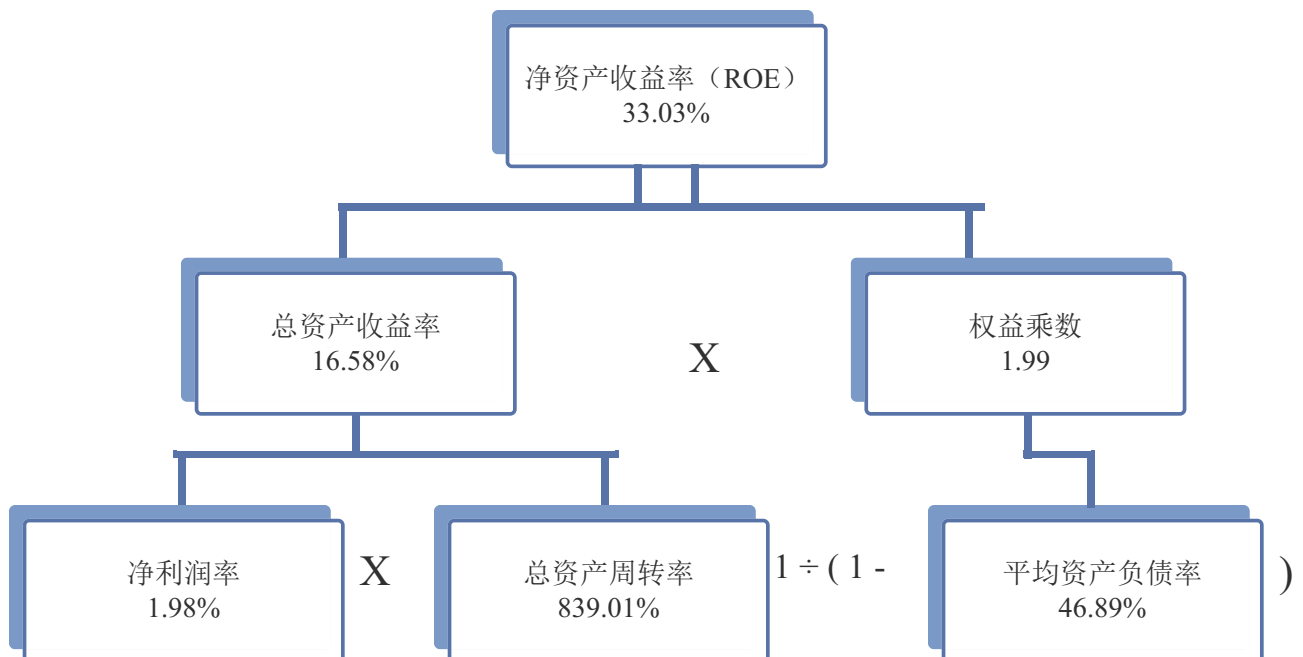 净资产收益率（ROE）
33.03%
总资产收益率
16.58%
X
权益乘数
1.99
净利润率
1.98%
X
总资产周转率
839.01%
1 ÷ ( 1 -
平均资产负债率
46.89%
)